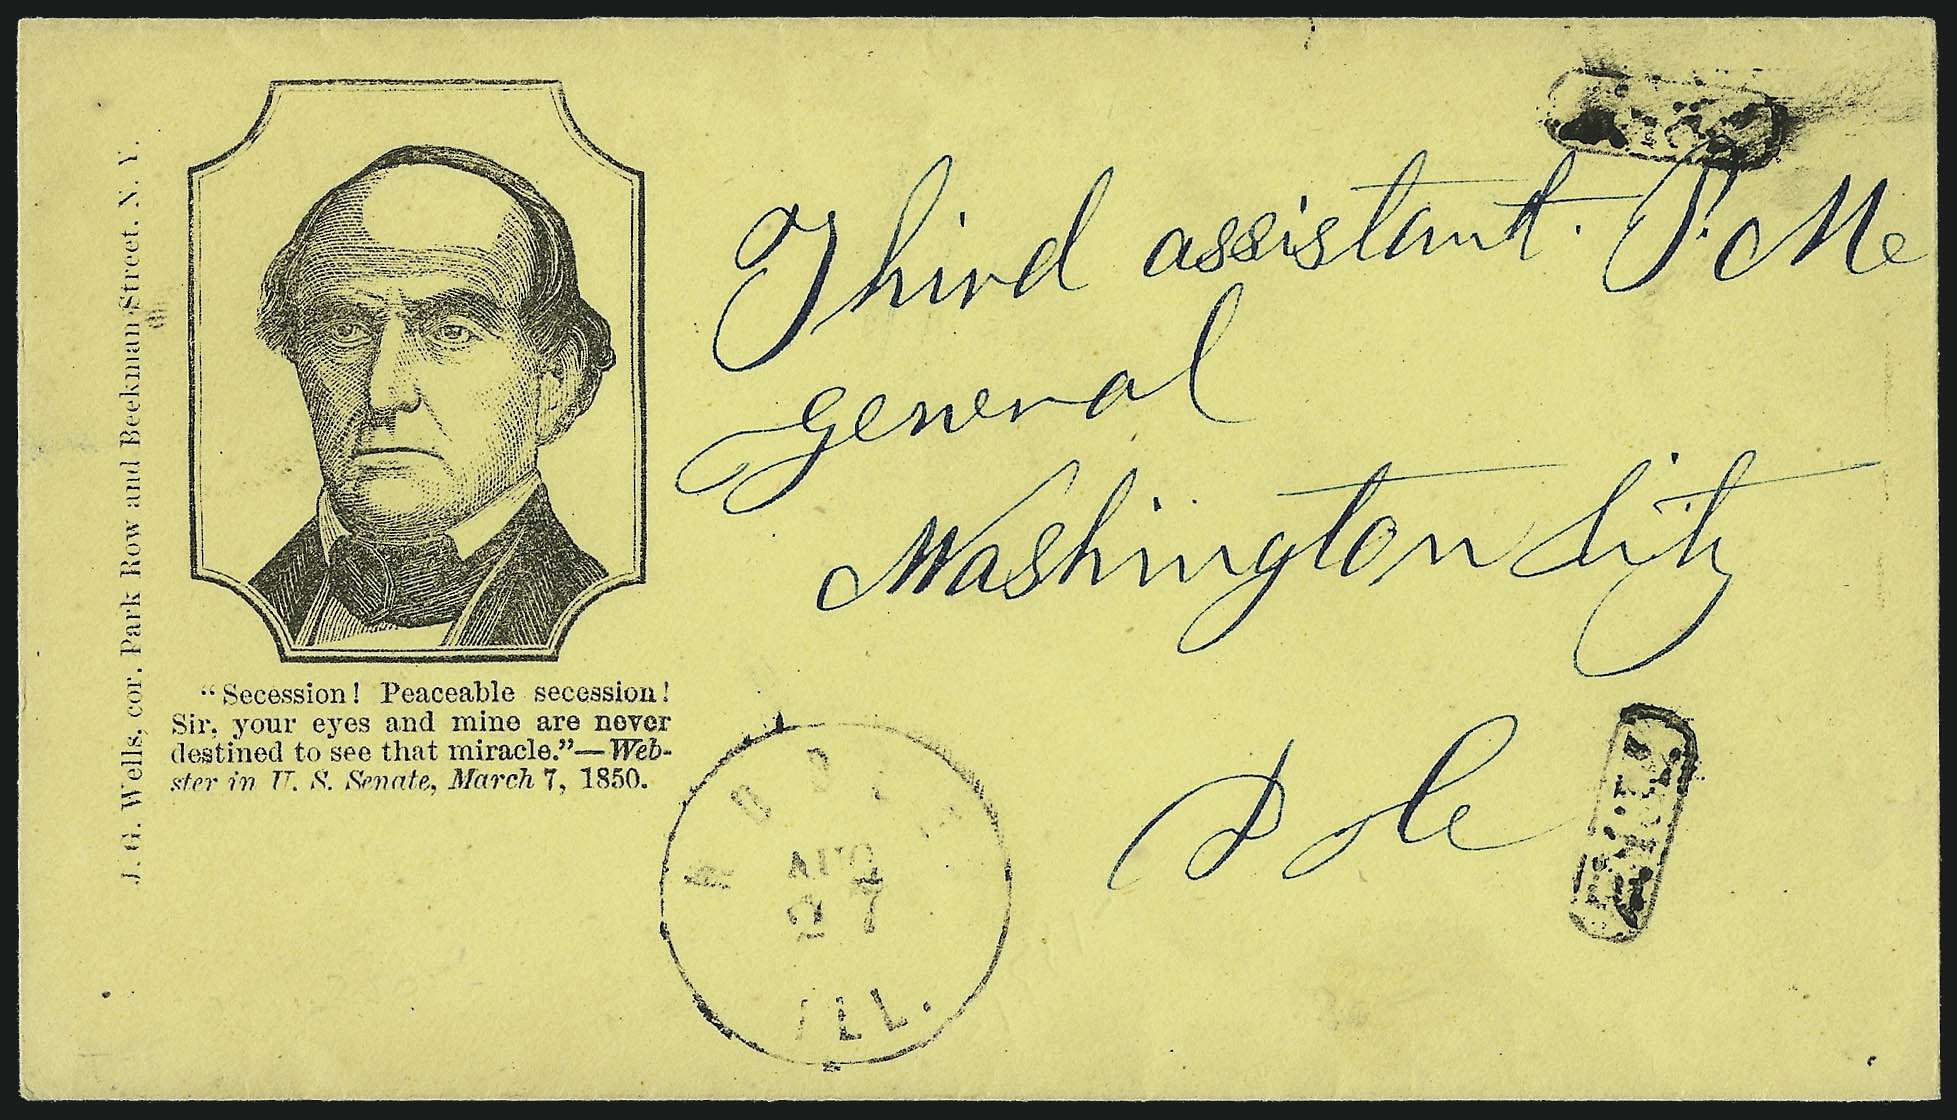 J. G. Wells, cor. Park Row and Beekman Street, N. Y.
"Secession! Peaceable secession!
Sir, your eyes and mine are never
destined to see that miracle."—Web-
ster in U. S. Senate, March 7, 1850.
Third assistant. P. Me
general
Washington City
D C
AUG
27
ILL.